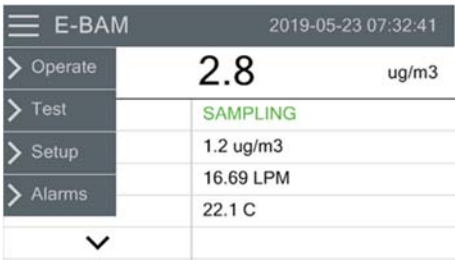 E-BAM 2019-05-23 07:32:41
Operate
2.8 ug/m3
Test
SAMPLING
Setup
1.2 ug/m3
16.69 LPM
Alarms
22.1 C